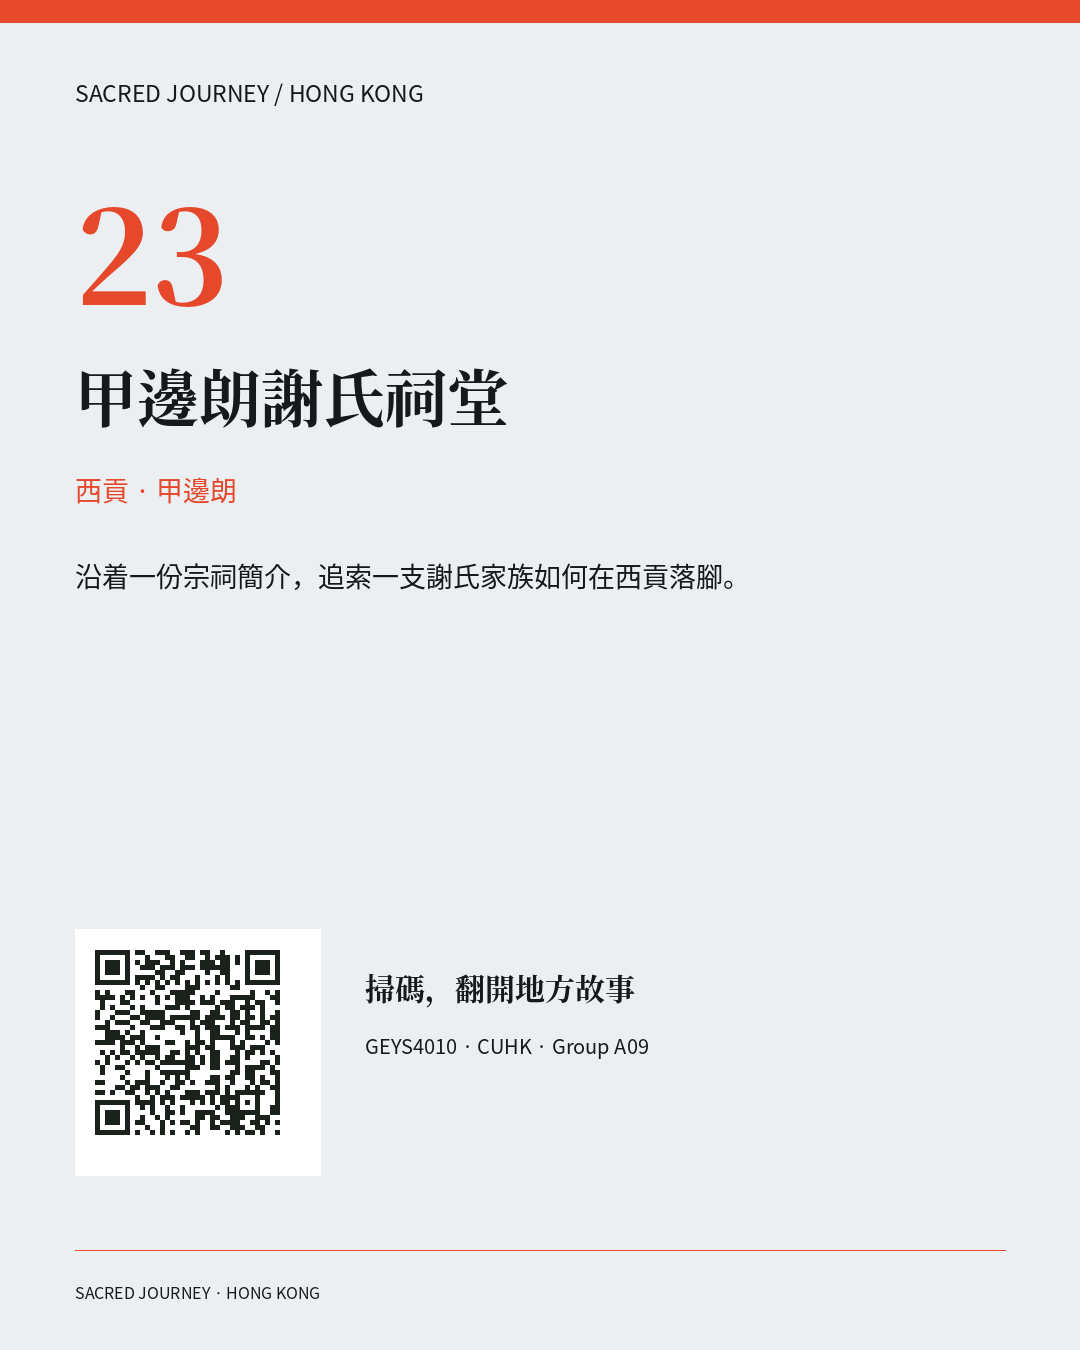 SACRED JOURNEY / HONG KONG
23
甲邊朗謝氏祠堂
西貢 · 甲邊朗
沿着一份宗祠簡介，追索一支謝氏家族如何在西貢落腳。
掃碼，翻開地方故事
GEYS4010 · CUHK · Group A09
SACRED JOURNEY · HONG KONG